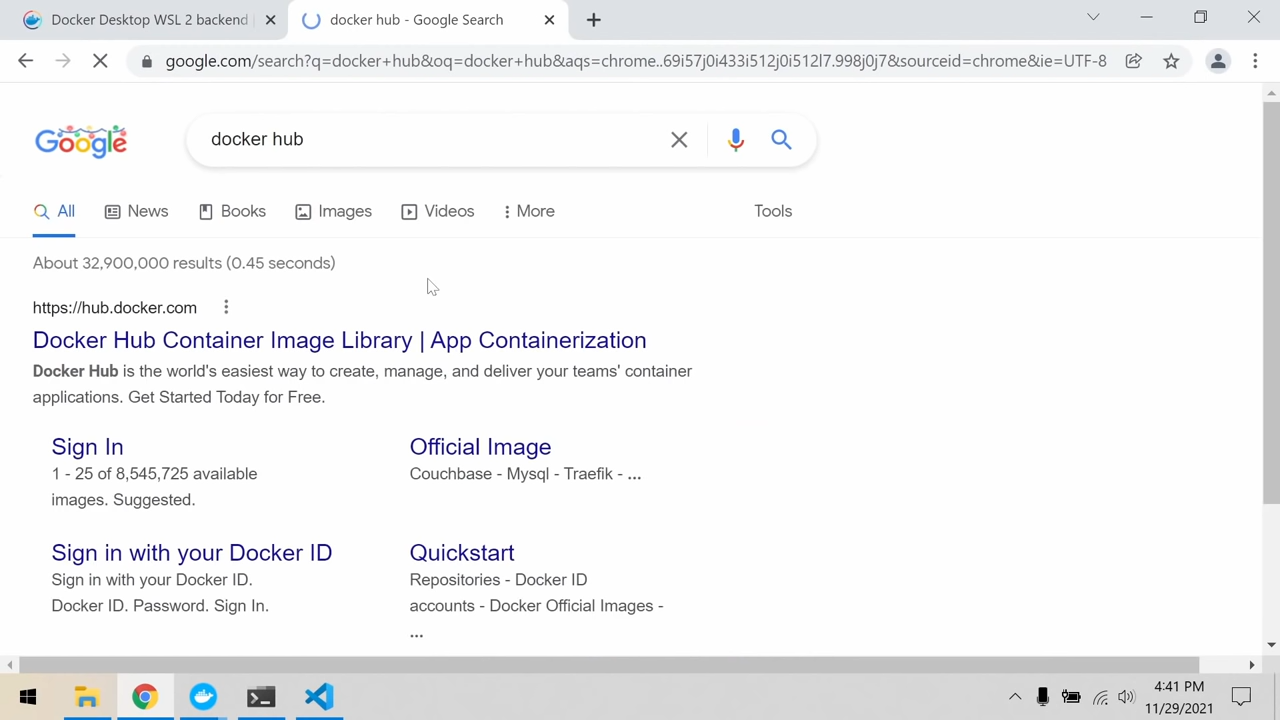 Docker Desktop WSL 2 backend
docker hub - Google Search
google.com/search?q=docker+hub&oq=docker+hub&aqs=chrome..69i57j0i433i512j0i512l7.998j0j7&sourceid=chrome&ie=UTF-8
Google
docker hub
All
News
Books
Images
Videos
More
Tools
About 32,900,000 results (0.45 seconds)
https://hub.docker.com
Docker Hub Container Image Library | App Containerization
Docker Hub is the world's easiest way to create, manage, and deliver your teams' container
applications. Get Started Today for Free.
Sign In
1 - 25 of 8,545,725 available
images. Suggested.
Official Image
Couchbase - Mysql - Traefik - ...
Sign in with your Docker ID
Sign in with your Docker ID.
Docker ID. Password. Sign In.
Quickstart
Repositories - Docker ID
accounts - Docker Official Images -
...
4:41 PM
11/29/2021